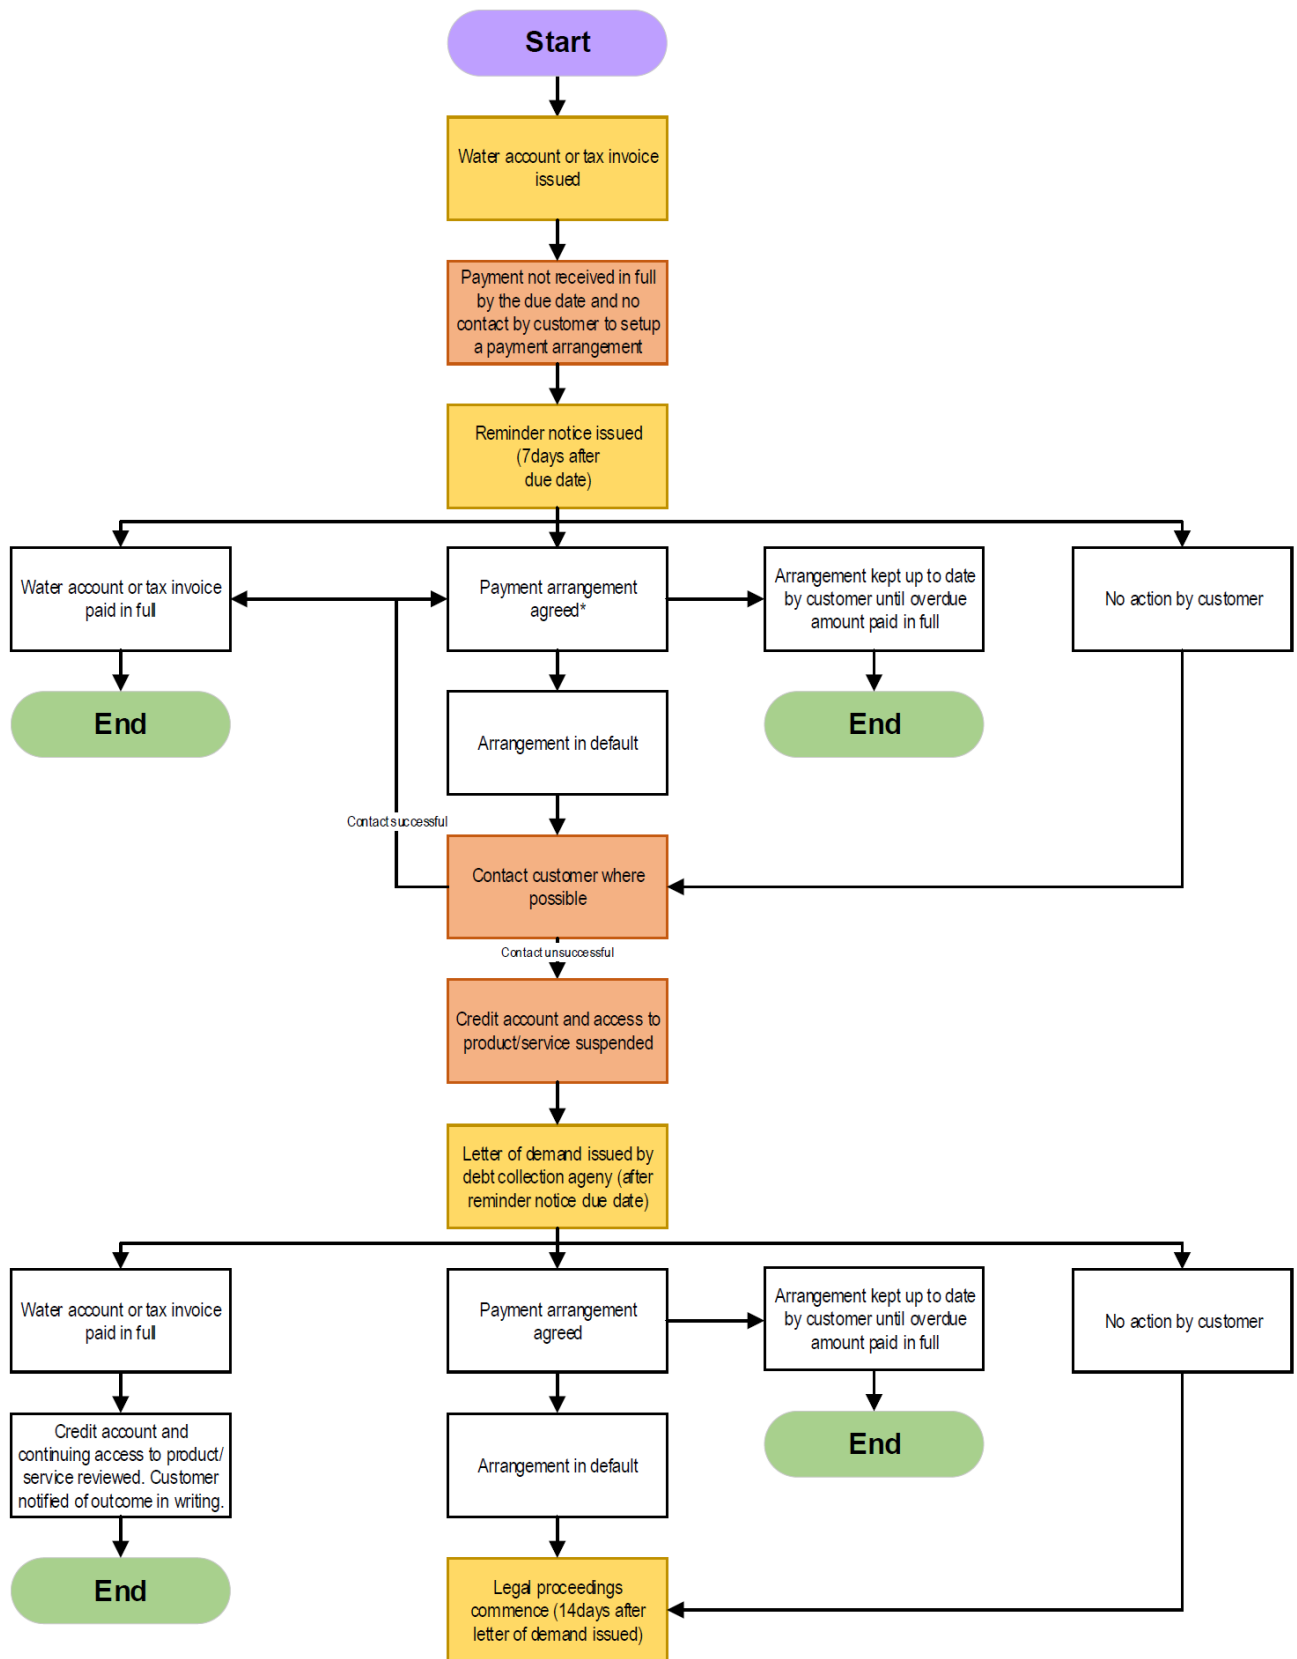 Start
Water account or tax invoice
issued
Payment not received in full
by the due date and no
contact by customer to setup
a payment arrangement
Reminder notice issued
(7days after
due date)
Water account or tax invoice
paid in full
Payment arrangement
agreed*
Arrangement kept up to date
by customer until overdue
amount paid in full
No action by customer
End
Arrangement in default
End
Contact successful
Contact customer where
possible
Contact unsuccessful
Credit account and access to
product/service suspended
Letter of demand issued by
debt collection ageny (after
reminder notice due date)
Water account or tax invoice
paid in full
Payment arrangement
agreed
Arrangement kept up to date
by customer until overdue
amount paid in full
No action by customer
Credit account and
continuing access to product/
service reviewed. Customer
notified of outcome in writing.
Arrangement in default
End
End
Legal proceedings
commence (14days after
letter of demand issued)